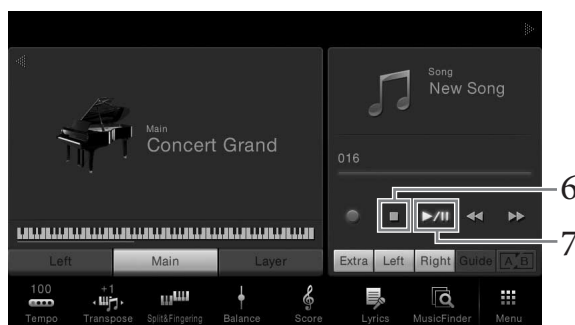 Main
Concert Grand
Song
New Song
016
6
7
Left
Main
Layer
Extra
Left
Right
Guide
A B
100
Tempo
+1
Transpose
Split&Fingering
Balance
Score
Lyrics
MusicFinder
Menu